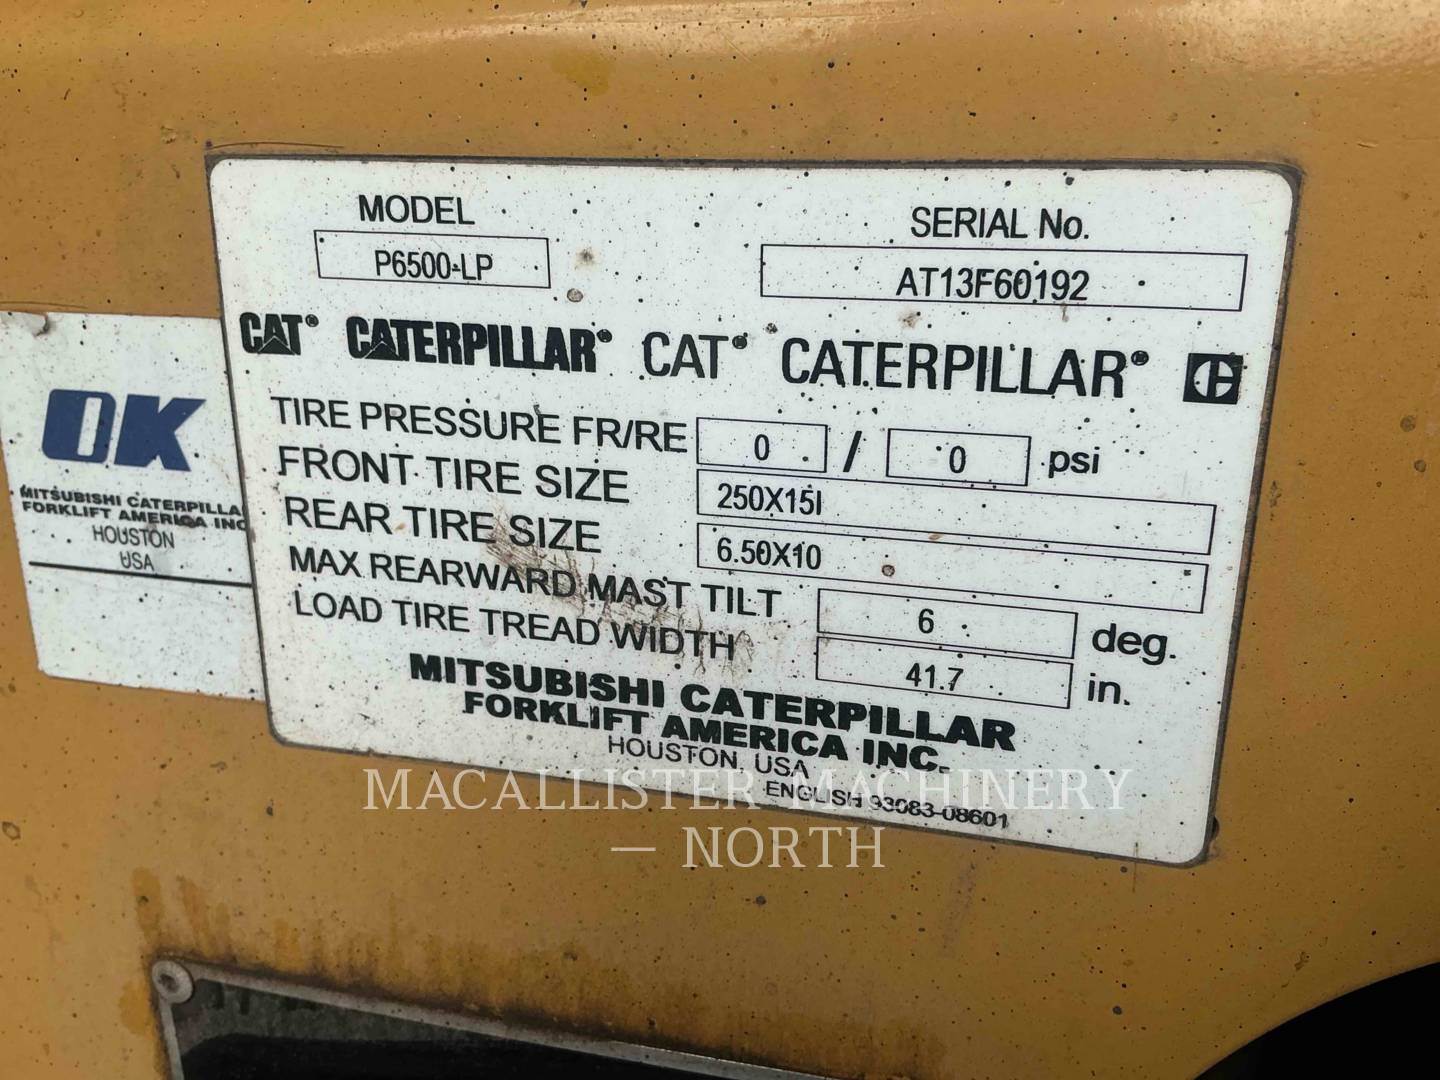 MODEL
P6500-LP
SERIAL No.
AT13F60192
CAT® CATERPILLAR® CAT® CATERPILLAR®
TIRE PRESSURE FR/RE 0 / 0 psi
FRONT TIRE SIZE 250X15I
REAR TIRE SIZE 6.50X10
MAX REARWARD MAST TILT 6 deg.
LOAD TIRE TREAD WIDTH 41.7 in.
MITSUBISHI CATERPILLAR
FORKLIFT AMERICA INC.
HOUSTON, USA
ENGLISH 93083-08601
OK
MITSUBISHI CATERPILLA
FORKLIFT AMERICA INC
HOUSTON
USA
MACALLISTER MACHINERY
— NORTH